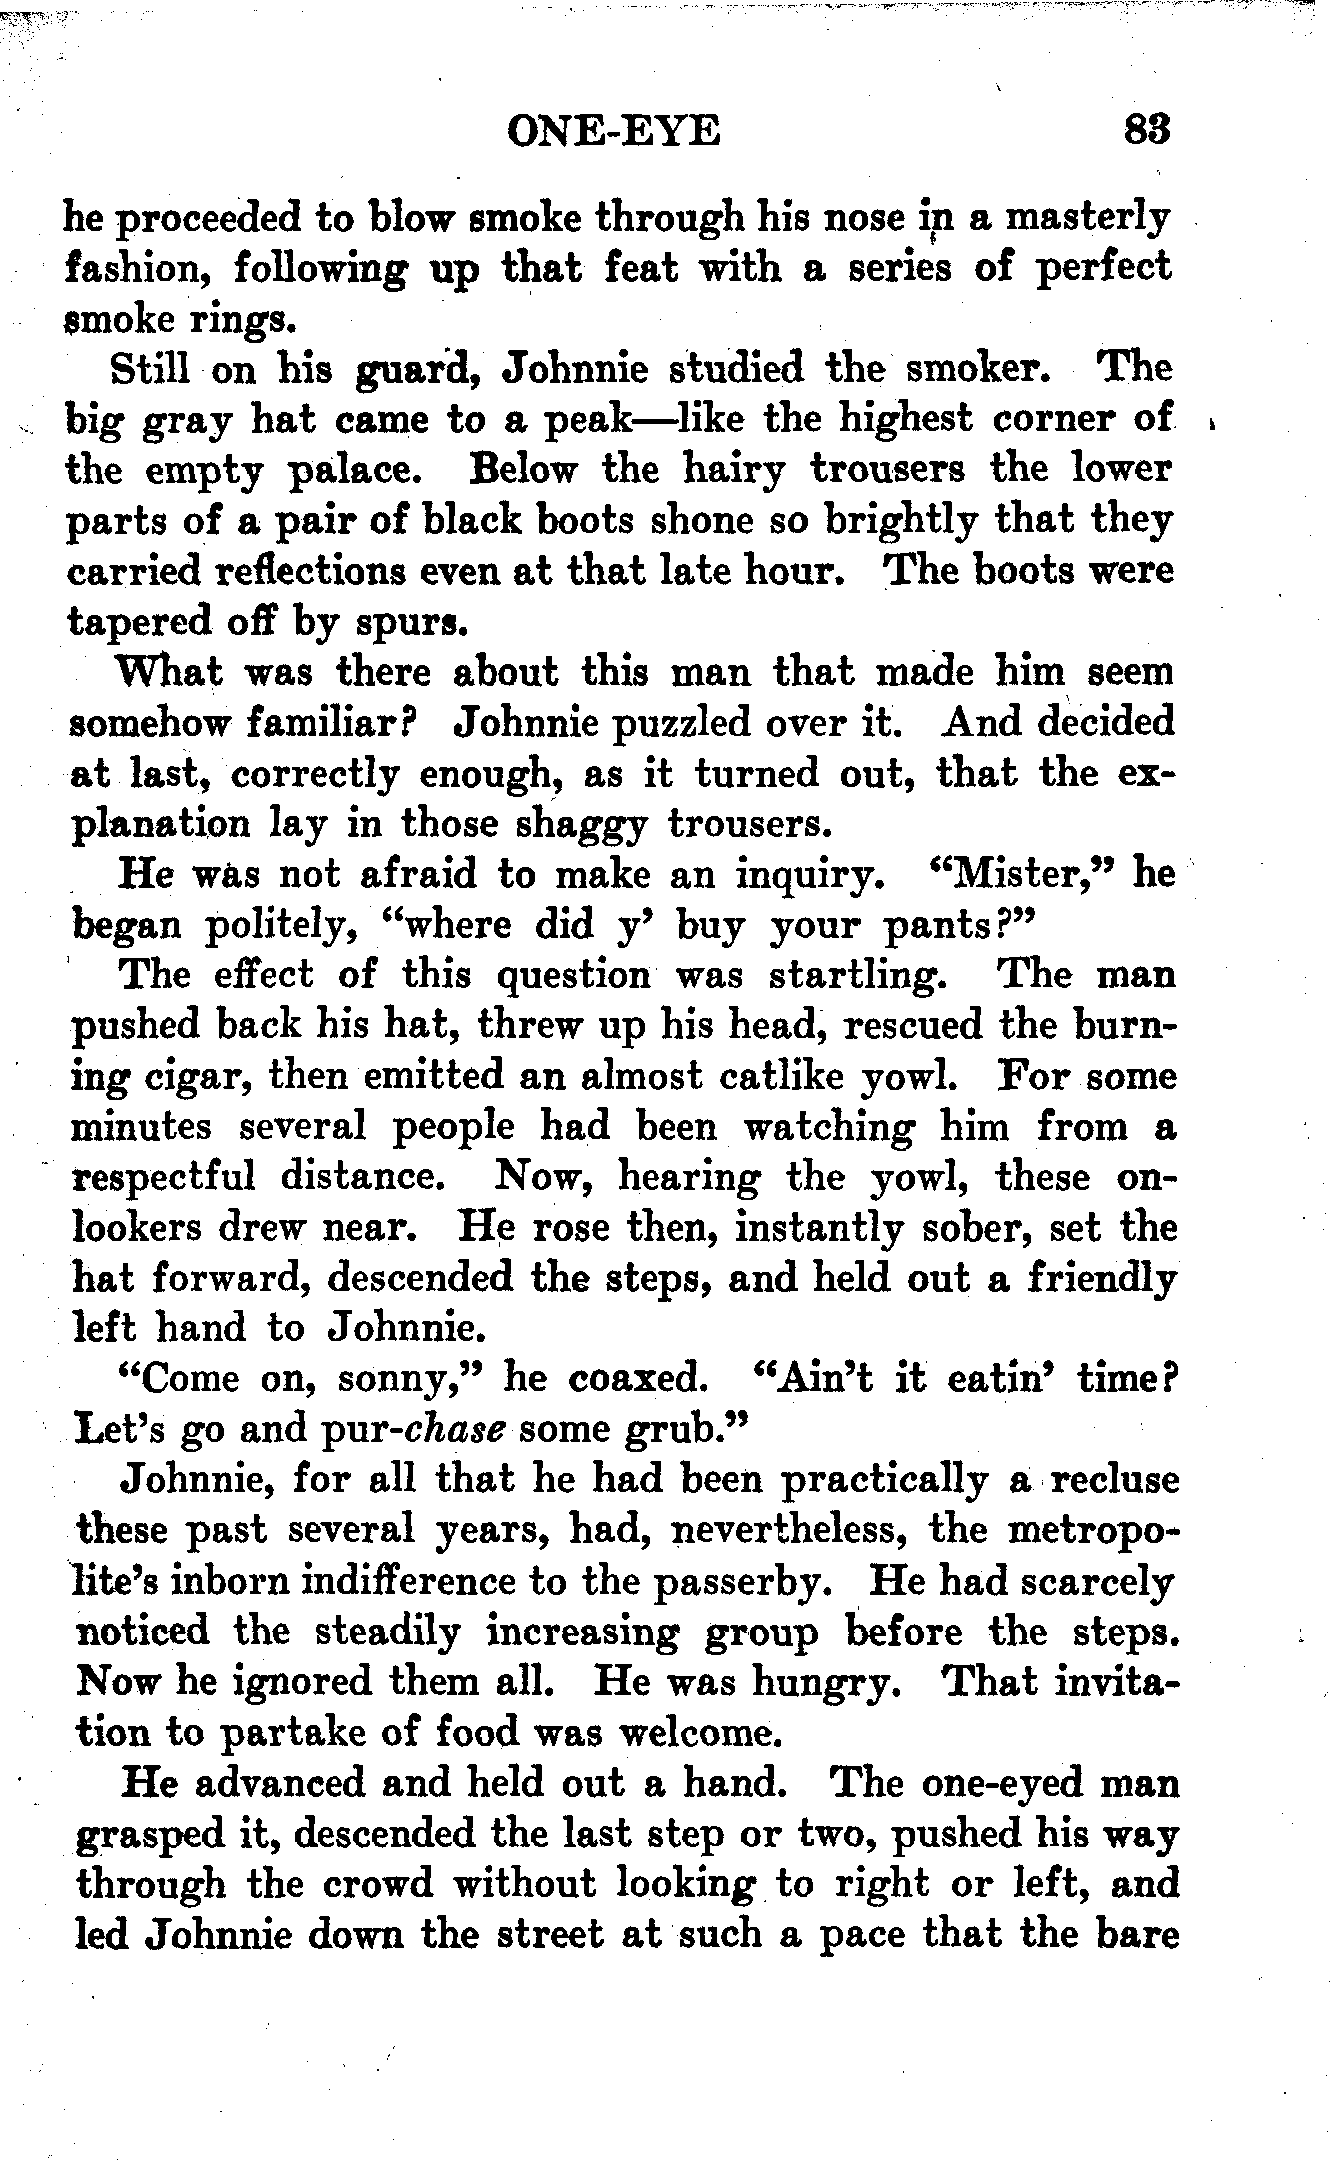 ONE-EYE 83
he proceeded to blow smoke through his nose in a masterly
fashion, following up that feat with a series of perfect
smoke rings.
Still on his guard, Johnnie studied the smoker. The
big gray hat came to a peak—like the highest corner of
the empty palace. Below the hairy trousers the lower
parts of a pair of black boots shone so brightly that they
carried reflections even at that late hour. The boots were
tapered off by spurs.
What was there about this man that made him seem
somehow familiar? Johnnie puzzled over it. And decided
at last, correctly enough, as it turned out, that the ex-
planation lay in those shaggy trousers.
He was not afraid to make an inquiry. “Mister,” he
began politely, “where did y’ buy your pants?”
The effect of this question was startling. The man
pushed back his hat, threw up his head, rescued the burn-
ing cigar, then emitted an almost catlike yowl. For some
minutes several people had been watching him from a
respectful distance. Now, hearing the yowl, these on-
lookers drew near. He rose then, instantly sober, set the
hat forward, descended the steps, and held out a friendly
left hand to Johnnie.
“Come on, sonny,” he coaxed. “Ain’t it eatin’ time?
Let’s go and pur-chase some grub.”
Johnnie, for all that he had been practically a recluse
these past several years, had, nevertheless, the metropo-
lite’s inborn indifference to the passerby. He had scarcely
noticed the steadily increasing group before the steps.
Now he ignored them all. He was hungry. That invita-
tion to partake of food was welcome.
He advanced and held out a hand. The one-eyed man
grasped it, descended the last step or two, pushed his way
through the crowd without looking to right or left, and
led Johnnie down the street at such a pace that the bare